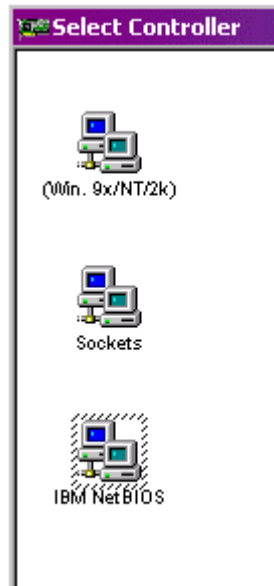 Select Controller
(Win. 9x/NT/2k)
Sockets
IBM NetBIOS